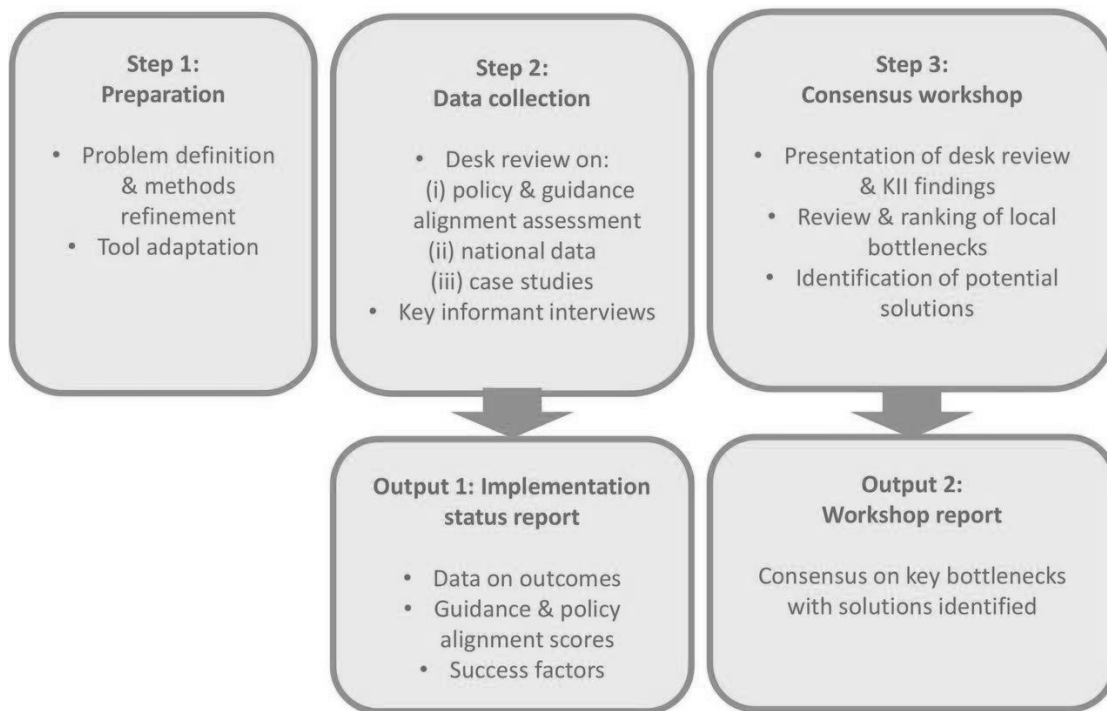 Step 1:
Preparation
• Problem definition
& methods
refinement
• Tool adaptation
Step 2:
Data collection
• Desk review on:
(i) policy & guidance
alignment assessment
(ii) national data
(iii) case studies
• Key informant interviews
Step 3:
Consensus workshop
• Presentation of desk review
& KII findings
• Review & ranking of local
bottlenecks
• Identification of potential
solutions
Output 1: Implementation
status report
• Data on outcomes
• Guidance & policy
alignment scores
• Success factors
Output 2:
Workshop report
Consensus on key bottlenecks
with solutions identified